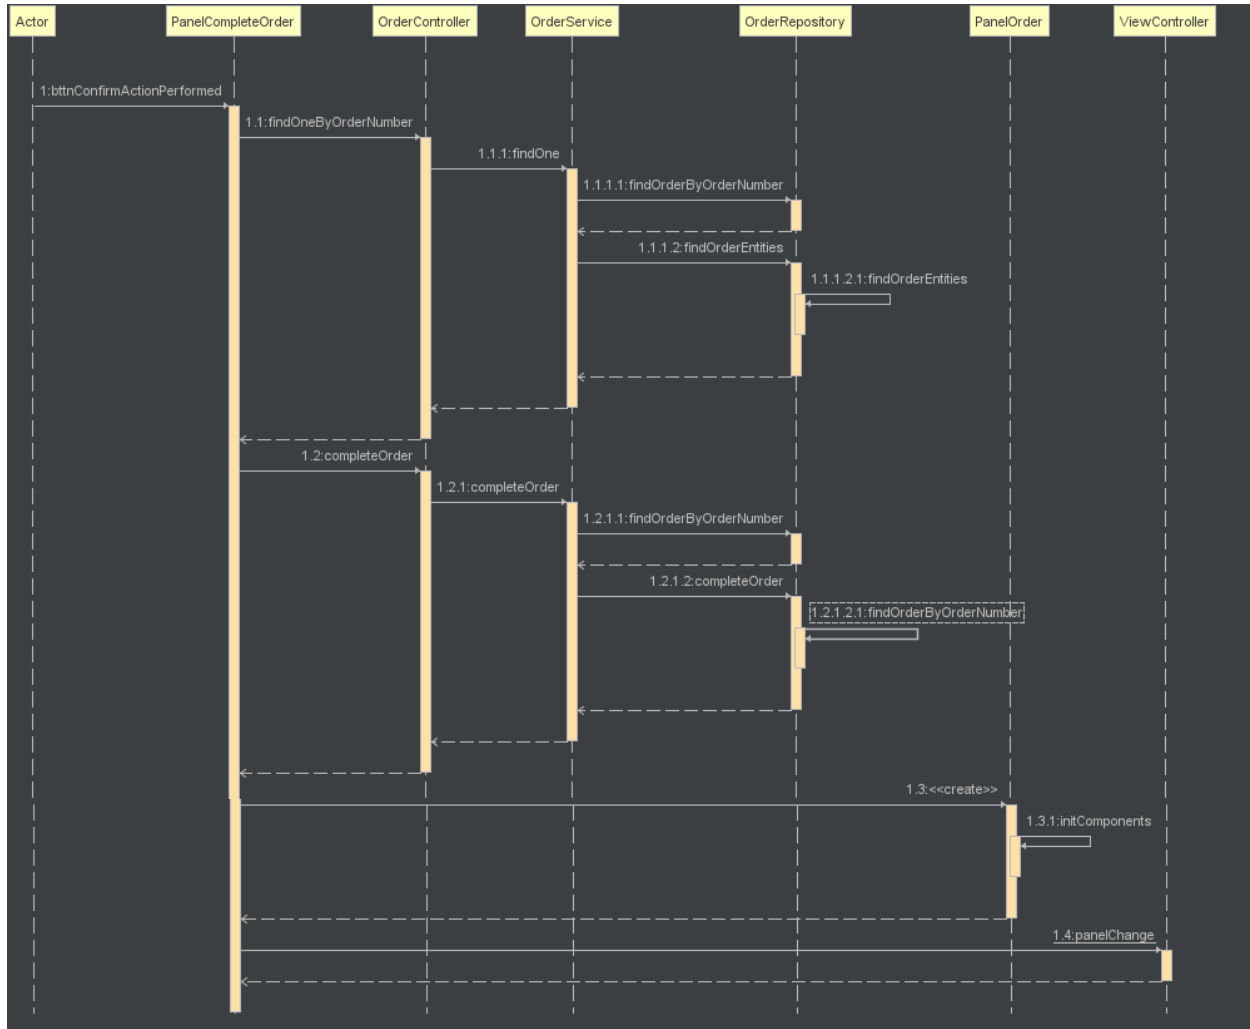 Actor
PanelCompleteOrder
OrderController
OrderService
OrderRepository
PanelOrder
ViewController
1:bttnConfirmActionPerformed
1.1:findOneByOrderNumber
1.1.1:findOne
1.1.1.1:findOrderByOrderNumber
1.1.1.2:findOrderEntities
1.1.1.2.1:findOrderEntities
1.2:completeOrder
1.2.1:completeOrder
1.2.1.1:findOrderByOrderNumber
1.2.1.2:completeOrder
1.2.1.2.1:findOrderByOrderNumber
1.3:<<create>>
1.3.1:initComponents
1.4:panelChange